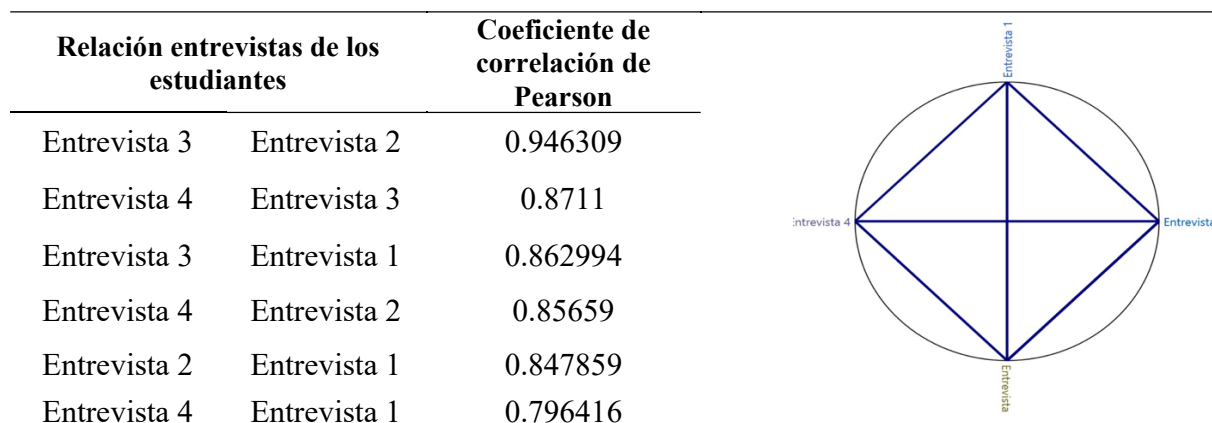 Relación entrevistas de los
estudiantes
Coeficiente de
correlación de
Pearson
Entrevista 3 Entrevista 2 0.946309
Entrevista 4 Entrevista 3 0.8711
Entrevista 3 Entrevista 1 0.862994
Entrevista 4 Entrevista 2 0.85659
Entrevista 2 Entrevista 1 0.847859
Entrevista 4 Entrevista 1 0.796416
Entrevista 1
ntrevista 4
Entrevista
Entrevista